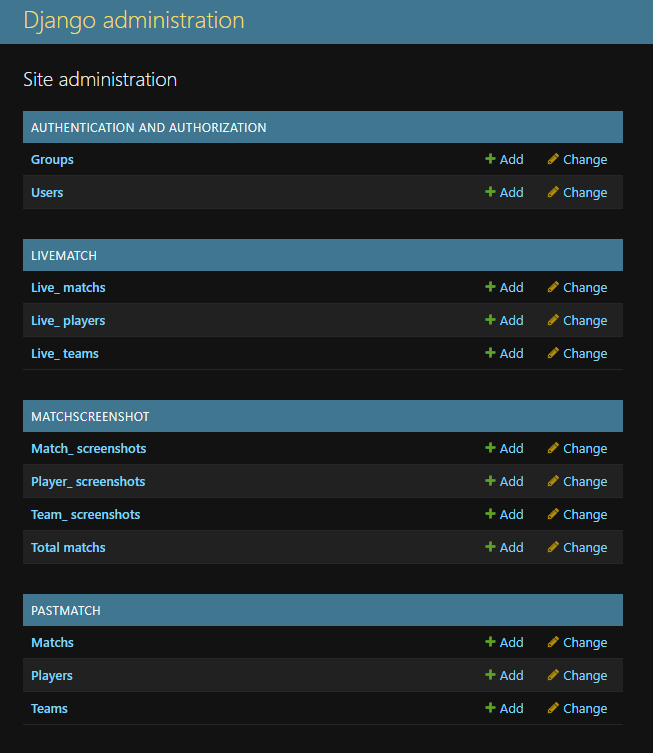 Django administration
Site administration
AUTHENTICATION AND AUTHORIZATION
Groups Add Change
Users Add Change
LIVEMATCH
Live_ matchs Add Change
Live_ players Add Change
Live_ teams Add Change
MATCHSCREENSHOT
Match_ screenshots Add Change
Player_ screenshots Add Change
Team_ screenshots Add Change
Total matchs Add Change
PASTMATCH
Matchs Add Change
Players Add Change
Teams Add Change